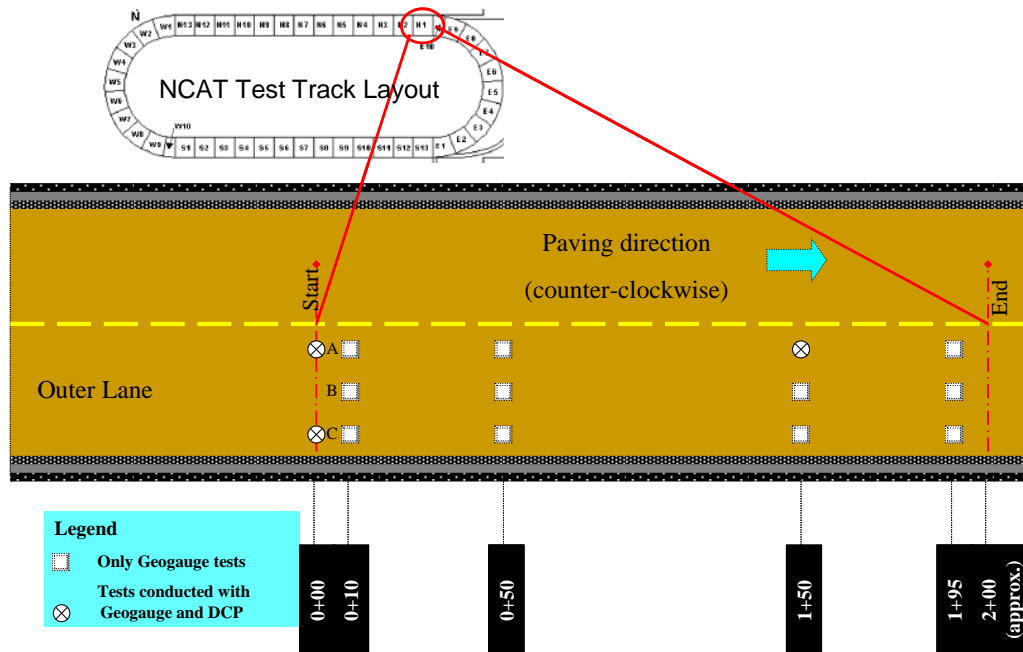 N
W1 N13 N12 N11 N10 N9 N8 N7 N6 N5 N4 N3 N2 N1 E9
W2 E10 E8
W3 E7
W4 E6
W5 NCAT Test Track Layout E5
W6 E4
W7 E3
W8 W10 E2
W9 S1 S2 S3 S4 S5 S6 S7 S8 S9 S10 S11 S12 S13 E1
Paving direction
(counter-clockwise)
Start
End
A
Outer Lane
B
C
Legend
Only Geogauge tests
Tests conducted with
Geogauge and DCP
0+00
0+10
0+50
1+50
1+95
2+00
(approx.)